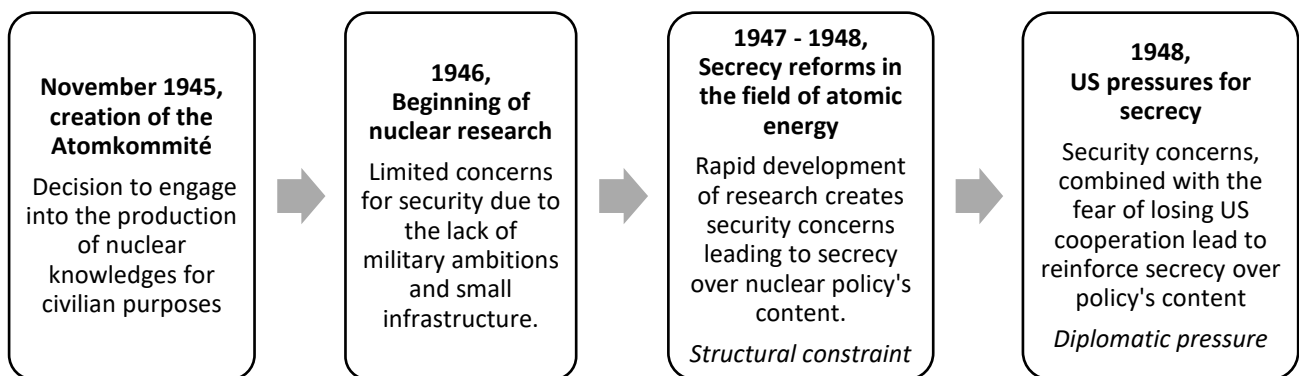 November 1945,
creation of the
Atomkommité
Decision to engage
into the production
of nuclear
knowledges for
civilian purposes
1946,
Beginning of
nuclear research
Limited concerns
for security due to
the lack of
military ambitions
and small
infrastructure.
1947 - 1948,
Secrecy reforms in
the field of atomic
energy
Rapid development
of research creates
security concerns
leading to secrecy
over nuclear policy's
content.
Structural constraint
1948,
US pressures for
secrecy
Security concerns,
combined with the
fear of losing US
cooperation lead to
reinforce secrecy over
policy's content
Diplomatic pressure